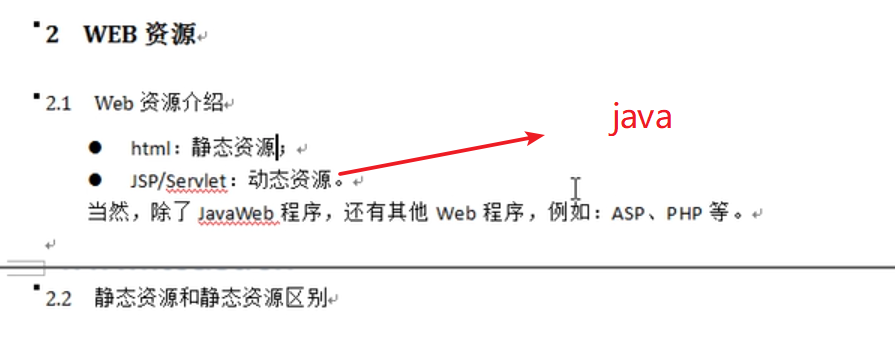 2 WEB 资源
2.1 Web 资源介绍
● html：静态资源；
java
● JSP/Servlet：动态资源。
当然，除了 JavaWeb 程序，还有其他 Web 程序，例如：ASP、PHP 等。
2.2 静态资源和静态资源区别